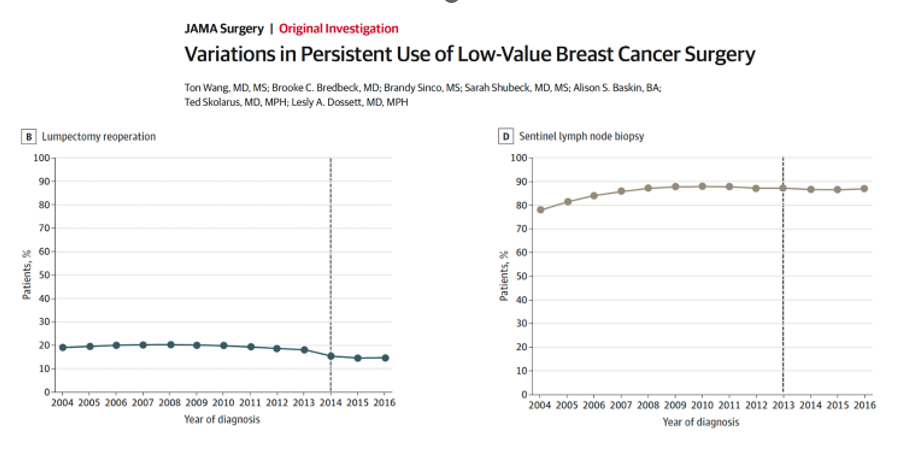 JAMA Surgery | Original Investigation
Variations in Persistent Use of Low-Value Breast Cancer Surgery
Ton Wang, MD, MS; Brooke C. Bredbeck, MD; Brandy Sinco, MS; Sarah Shubeck, MD, MS; Alison S. Baskin, BA;
Ted Skolarus, MD, MPH; Lesly A. Dossett, MD, MPH
B Lumpectomy reoperation
100
90
80
70
60
50
40
30
20
10
0
Patients, %
2004 2005 2006 2007 2008 2009 2010 2011 2012 2013 2014 2015 2016
Year of diagnosis
D Sentinel lymph node biopsy
100
90
80
70
60
50
40
30
20
10
0
Patients, %
2004 2005 2006 2007 2008 2009 2010 2011 2012 2013 2014 2015 2016
Year of diagnosis